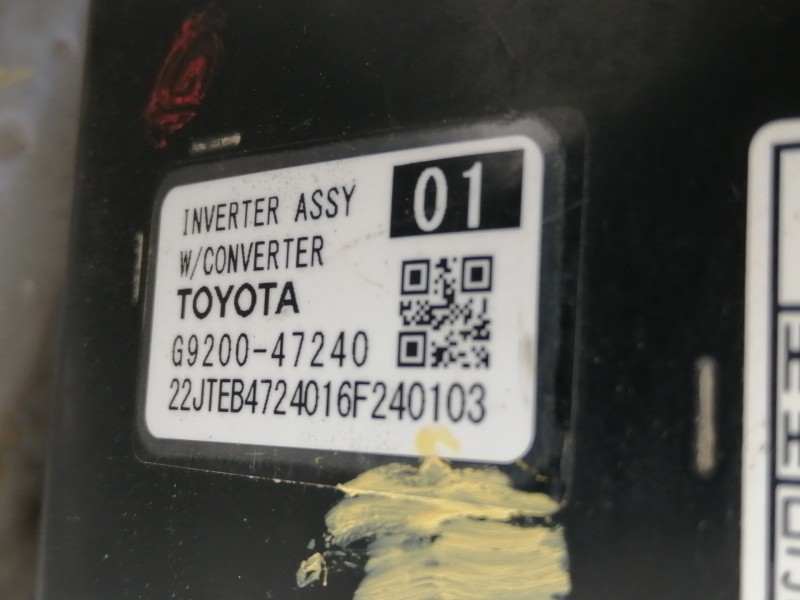 INVERTER ASSY
01
W/CONVERTER
TOYOTA
G9200-47240
22JTEB4724016F240103